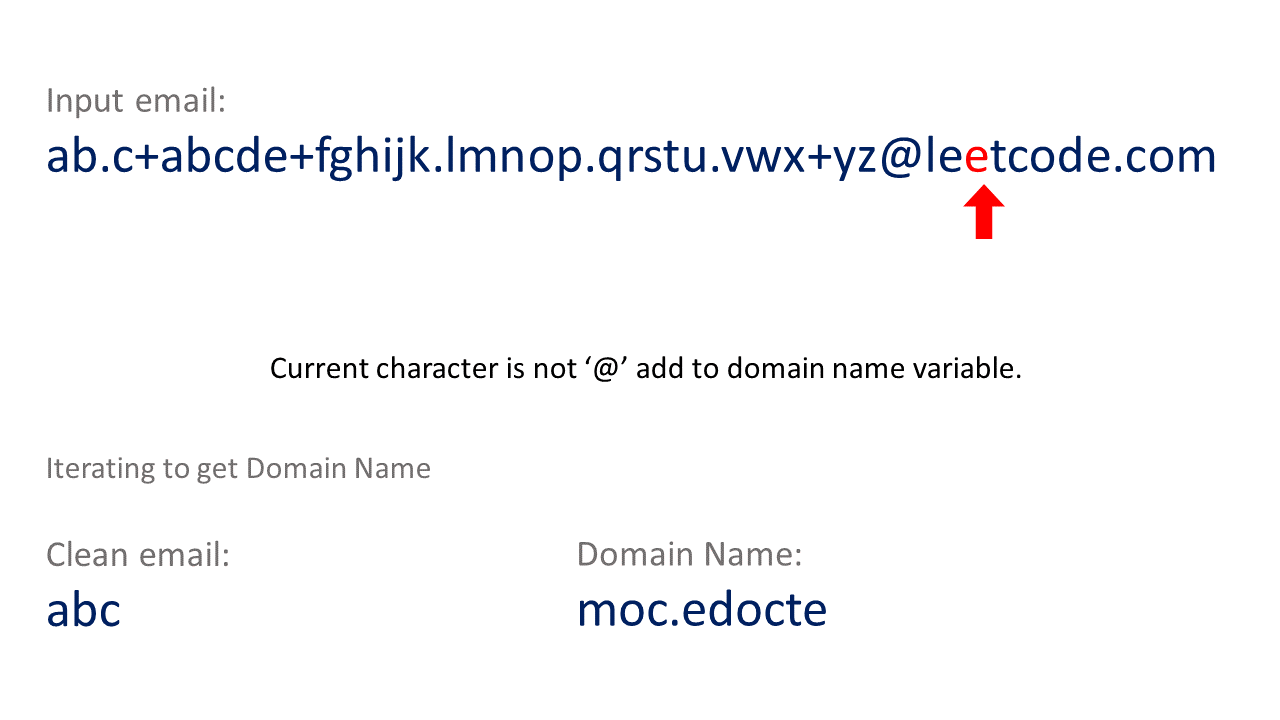 Input email:
ab.c+abcde+fghijk.lmnop.qrstu.vwx+yz@leetcode.com
Current character is not ‘@’ add to domain name variable.
Iterating to get Domain Name
Clean email:
abc
Domain Name:
moc.edocte